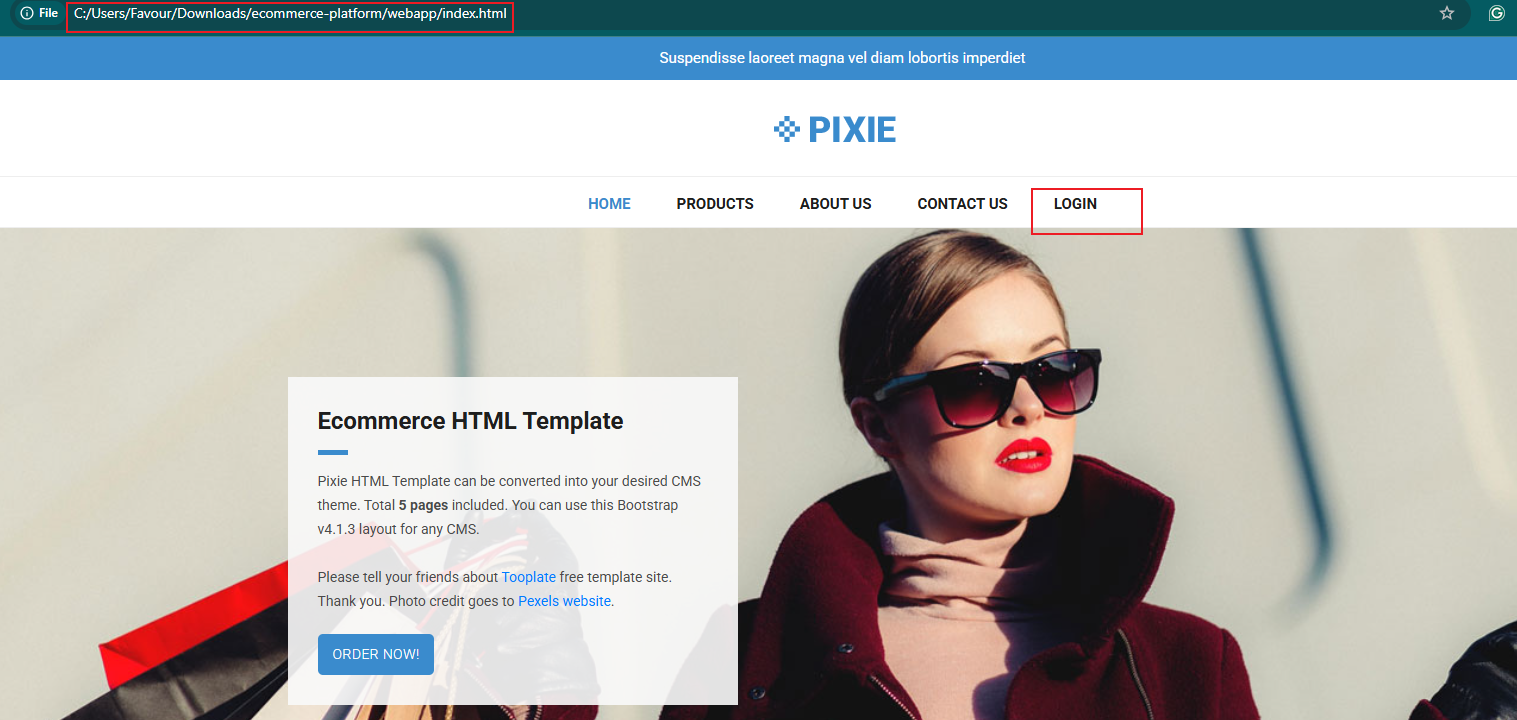 File C:/Users/Favour/Downloads/ecommerce-platform/webapp/index.html
Suspendisse laoreet magna vel diam lobortis imperdiet
PIXIE
HOME PRODUCTS ABOUT US CONTACT US LOGIN
Ecommerce HTML Template
Pixie HTML Template can be converted into your desired CMS
theme. Total 5 pages included. You can use this Bootstrap
v4.1.3 layout for any CMS.
Please tell your friends about Tooplate free template site.
Thank you. Photo credit goes to Pexels website.
ORDER NOW!